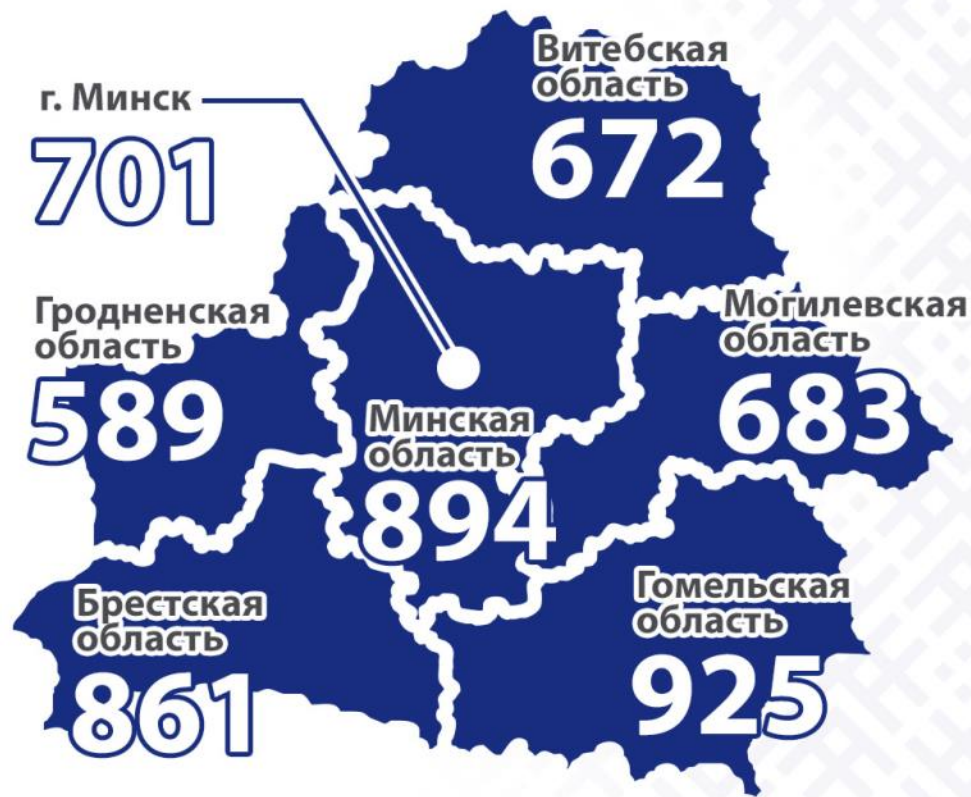 Витебская
область
672
г. Минск
701
Гродненская
область
589
Могилевская
область
683
Минская
область
894
Брестская
область
861
Гомельская
область
925